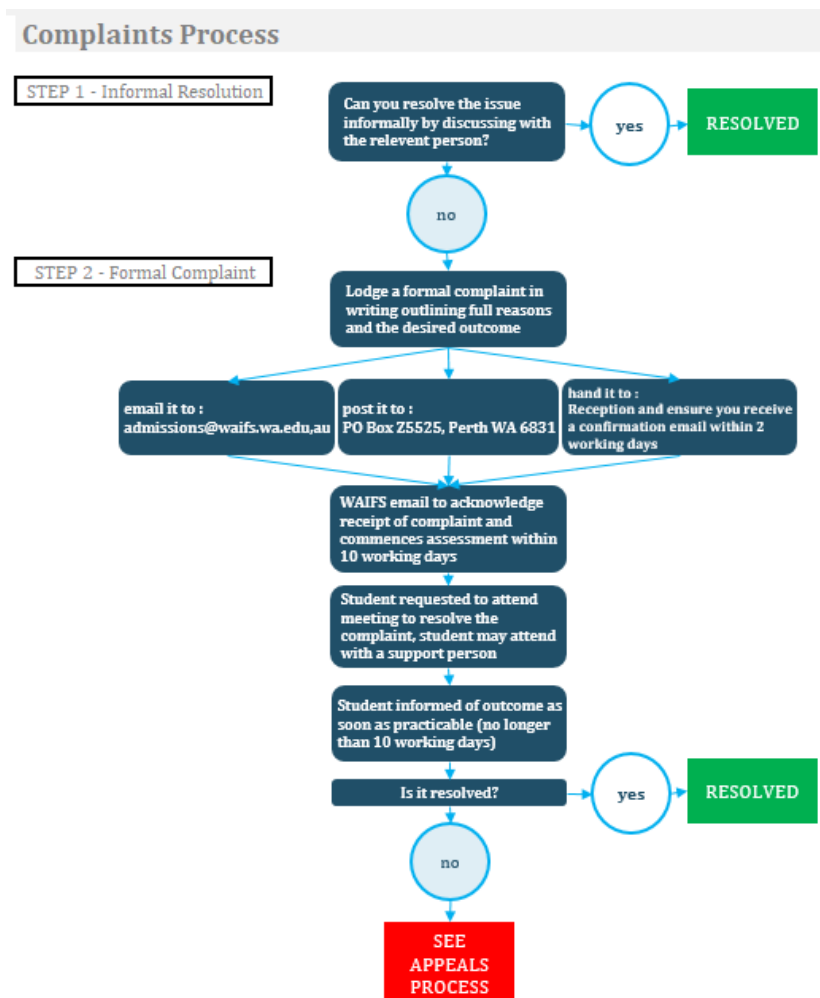 Complaints Process
STEP 1 - Informal Resolution
Can you resolve the issue
informally by discussing with
the relevent person?
yes
RESOLVED
no
STEP 2 - Formal Complaint
Lodge a formal complaint in
writing outlining full reasons
and the desired outcome
email it to :
admissions@waifs.wa.edu,au
post it to :
PO Box Z5525, Perth WA 6831
hand it to :
Reception and ensure you receive
a confirmation email within 2
working days
WAIFS email to acknowledge
receipt of complaint and
commences assessment within
10 working days
Student requested to attend
meeting to resolve the
complaint, student may attend
with a support person
Student informed of outcome as
soon as practicable (no longer
than 10 working days)
Is it resolved?
yes
RESOLVED
no
SEE
APPEALS
PROCESS